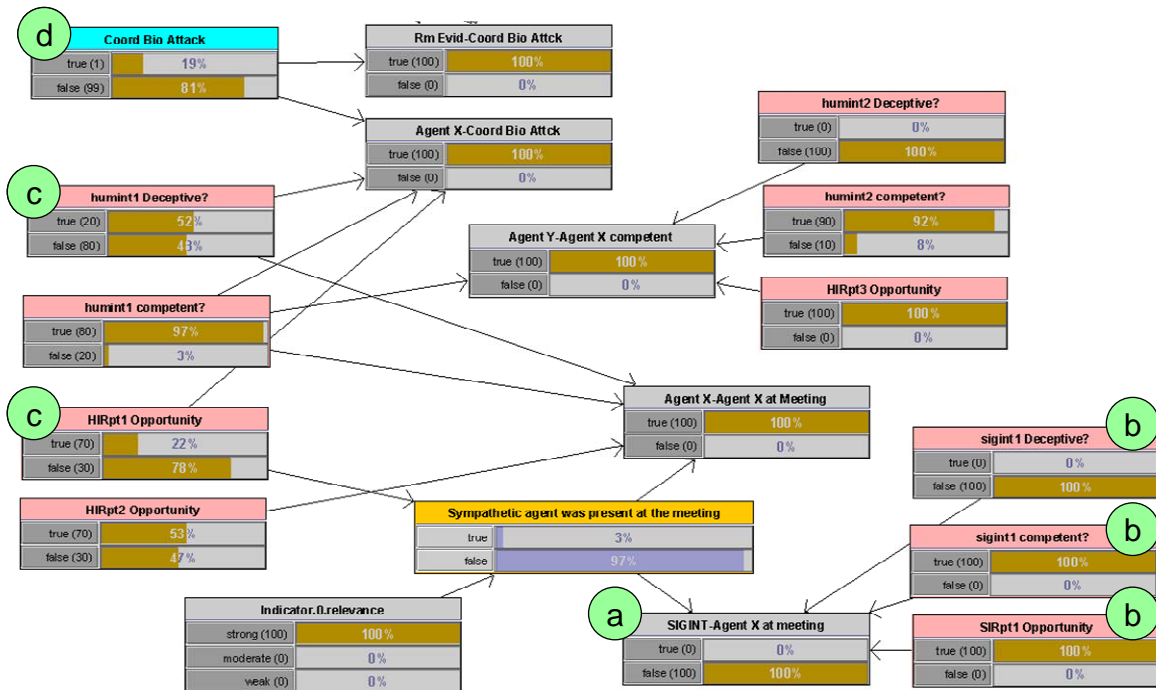 d
Coord Bio Attack
true (1) 19%
false (99) 81%
Rm Evid-Coord Bio Attck
true (100) 100%
false (0) 0%
Agent X-Coord Bio Attck
true (100) 100%
false (0) 0%
humint2 Deceptive?
true (0) 0%
false (100) 100%
c
humint1 Deceptive?
true (20) 52%
false (80) 48%
humint2 competent?
true (90) 92%
false (10) 8%
Agent Y-Agent X competent
true (100) 100%
false (0) 0%
HIRpt3 Opportunity
true (100) 100%
false (0) 0%
humint1 competent?
true (80) 97%
false (20) 3%
Agent X-Agent X at Meeting
true (100) 100%
false (0) 0%
c
HIRpt1 Opportunity
true (70) 22%
false (30) 78%
b
sigint1 Deceptive?
true (0) 0%
false (100) 100%
HIRpt2 Opportunity
true (70) 53%
false (30) 47%
Sympathetic agent was present at the meeting
true 3%
false 97%
b
sigint1 competent?
true (100) 100%
false (0) 0%
Indicator.0.relevance
strong (100) 100%
moderate (0) 0%
weak (0) 0%
a
SIGINT-Agent X at meeting
true (0) 0%
false (100) 100%
b
SIRpt1 Opportunity
true (100) 100%
false (0) 0%